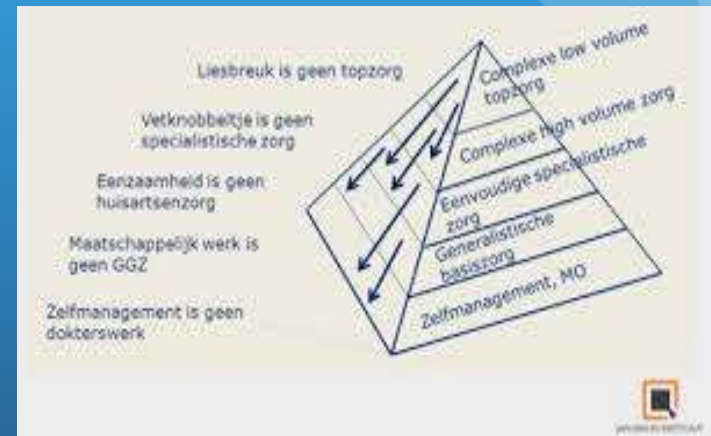 Liesbreuk is geen topzorg
Vetknobbeltje is geen
specialistische zorg
Eenzaamheid is geen
huisartsenzorg
Maatschappelijk werk is
geen GGZ
Zelfmanagement is geen
dokterswerk
Complexe low volume
topzorg
Complexe high volume zorg
Eenvoudige specialistische
zorg
Generalistische
basiszorg
Zelfmanagement, MO